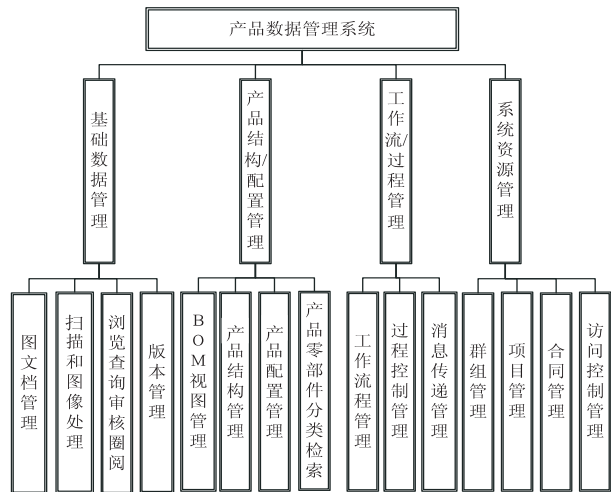 产品数据管理系统
基础数据管理
产品结构/配置管理
工作流/过程管理
系统资源管理
图文档管理
扫描和图像处理
浏览查询审核圈阅
版本管理
BOM视图管理
产品结构管理
产品配置管理
产品零部件分类检索
工作流程管理
过程控制管理
消息传递管理
群组管理
项目管理
合同管理
访问控制管理